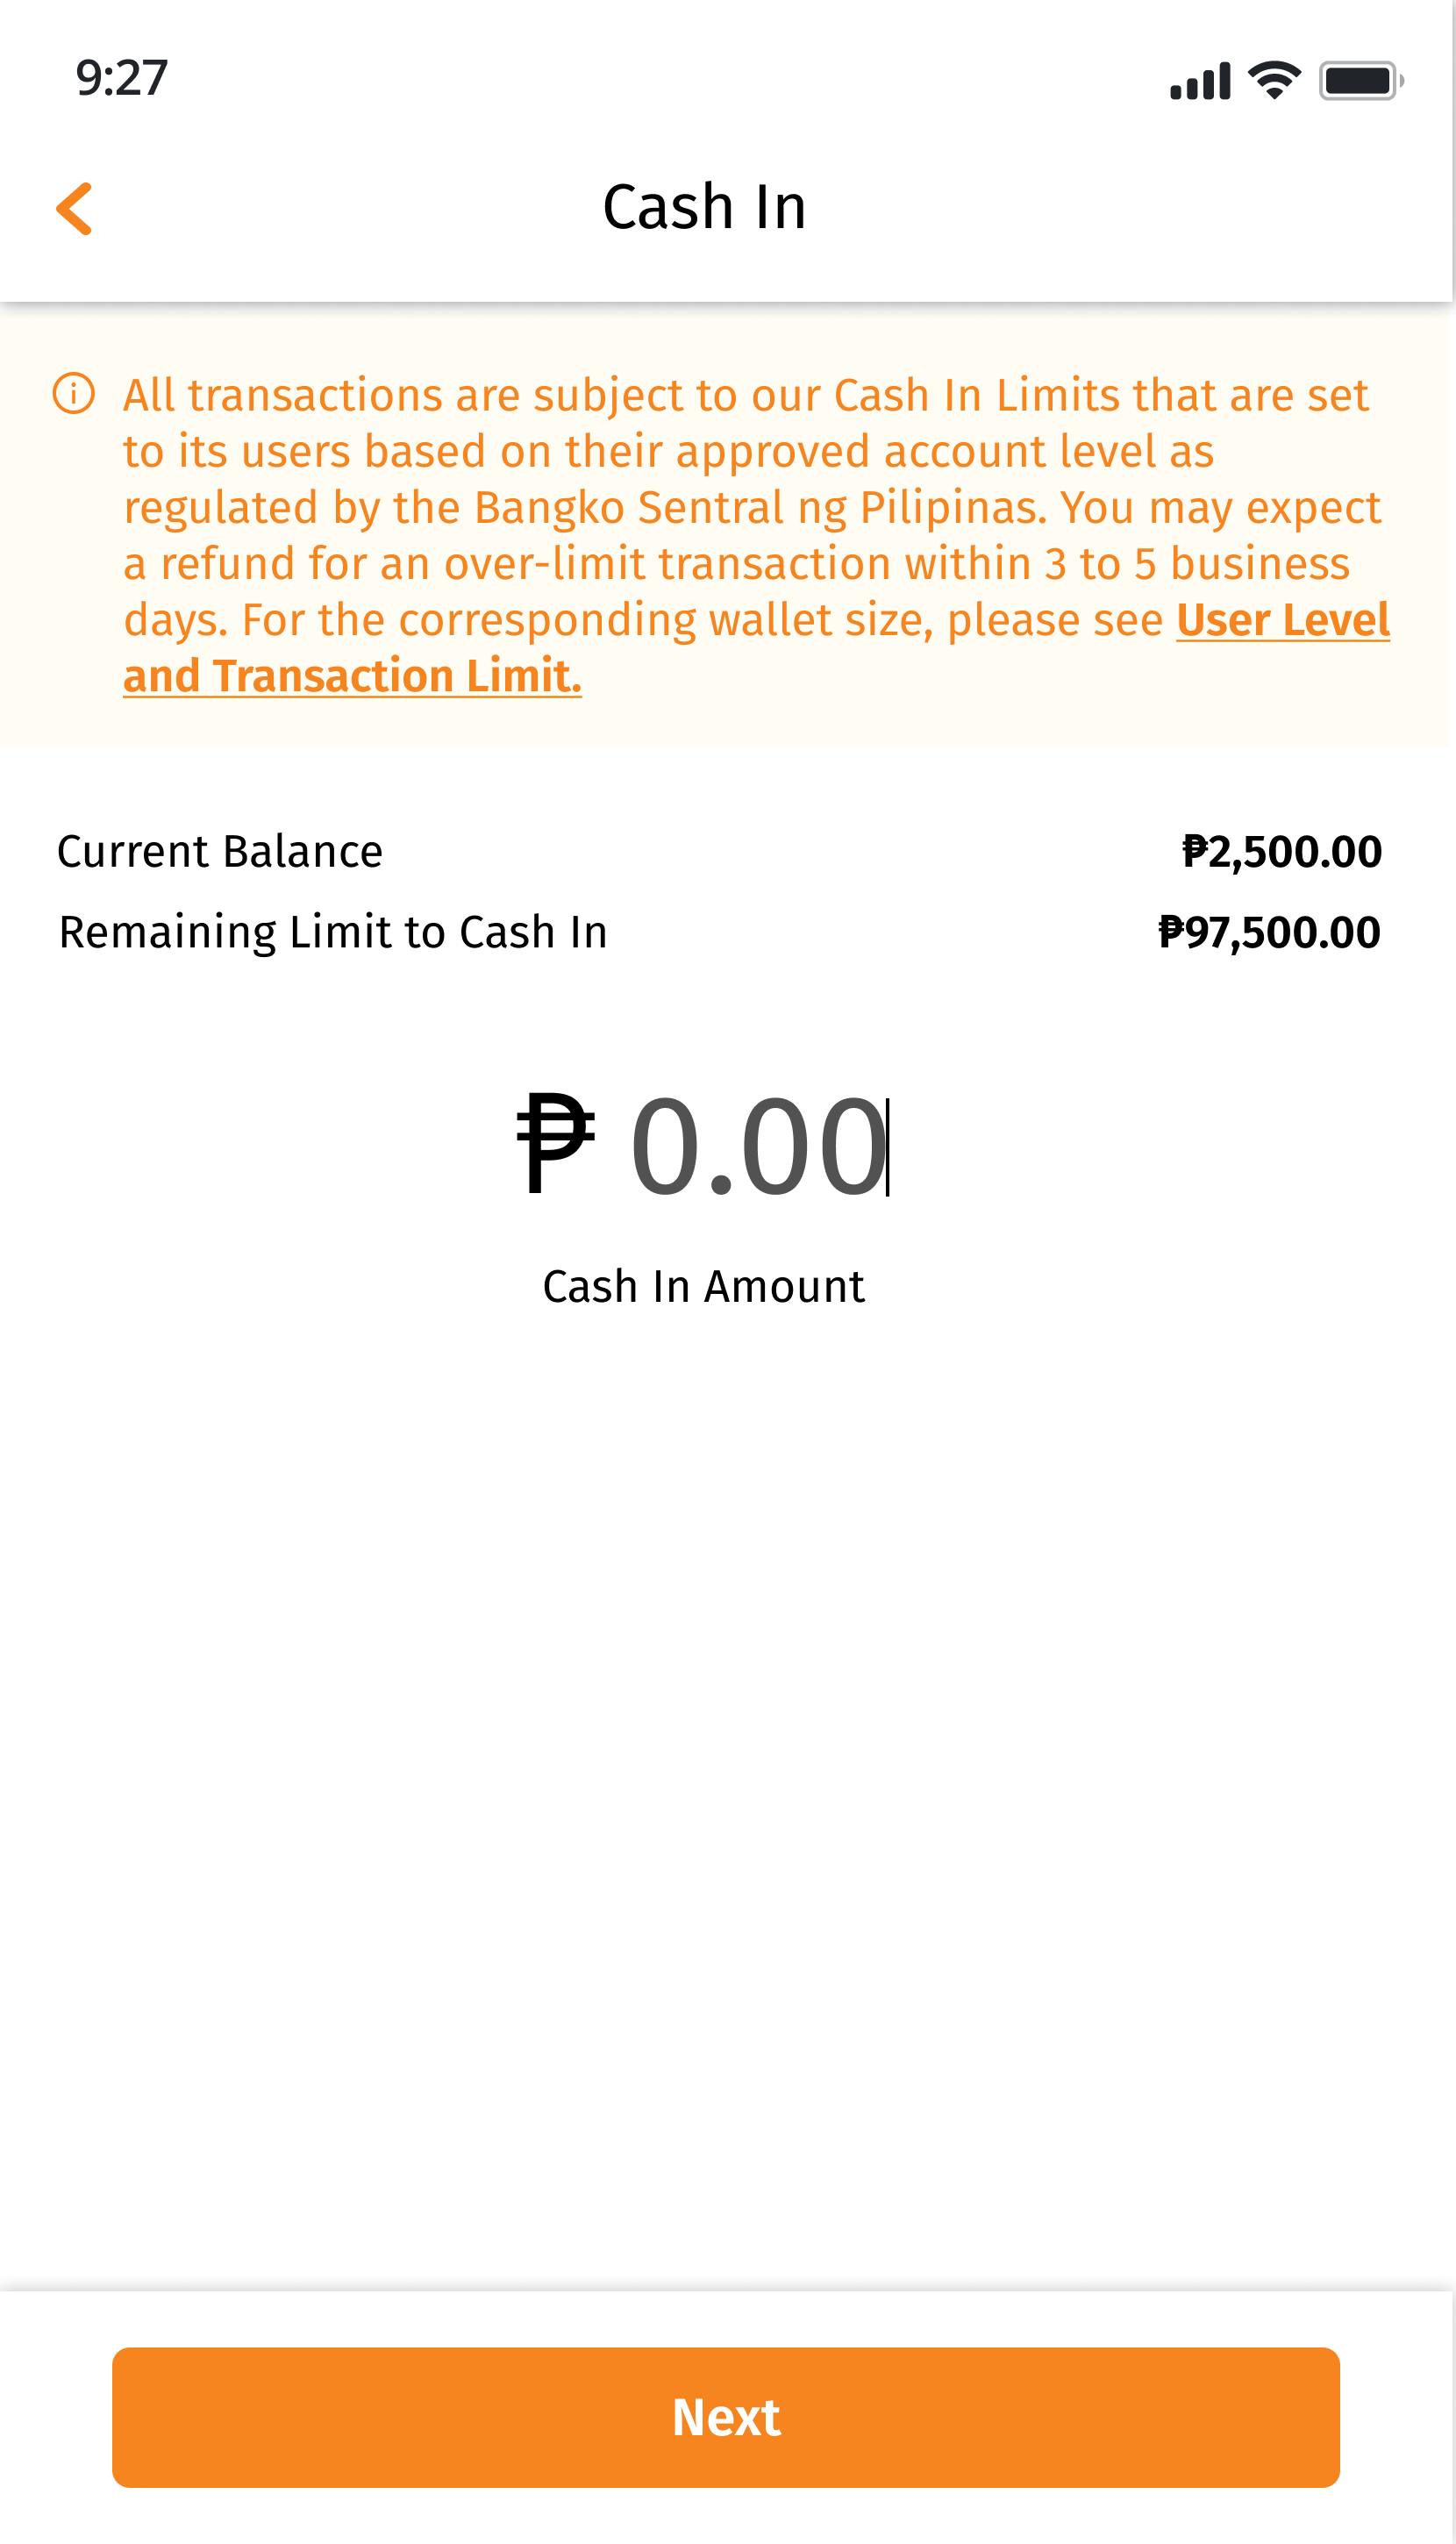 9:27
Cash In
All transactions are subject to our Cash In Limits that are set
to its users based on their approved account level as
regulated by the Bangko Sentral ng Pilipinas. You may expect
a refund for an over-limit transaction within 3 to 5 business
days. For the corresponding wallet size, please see User Level
and Transaction Limit.
Current Balance ₱2,500.00
Remaining Limit to Cash In ₱97,500.00
₱ 0.00
Cash In Amount
Next